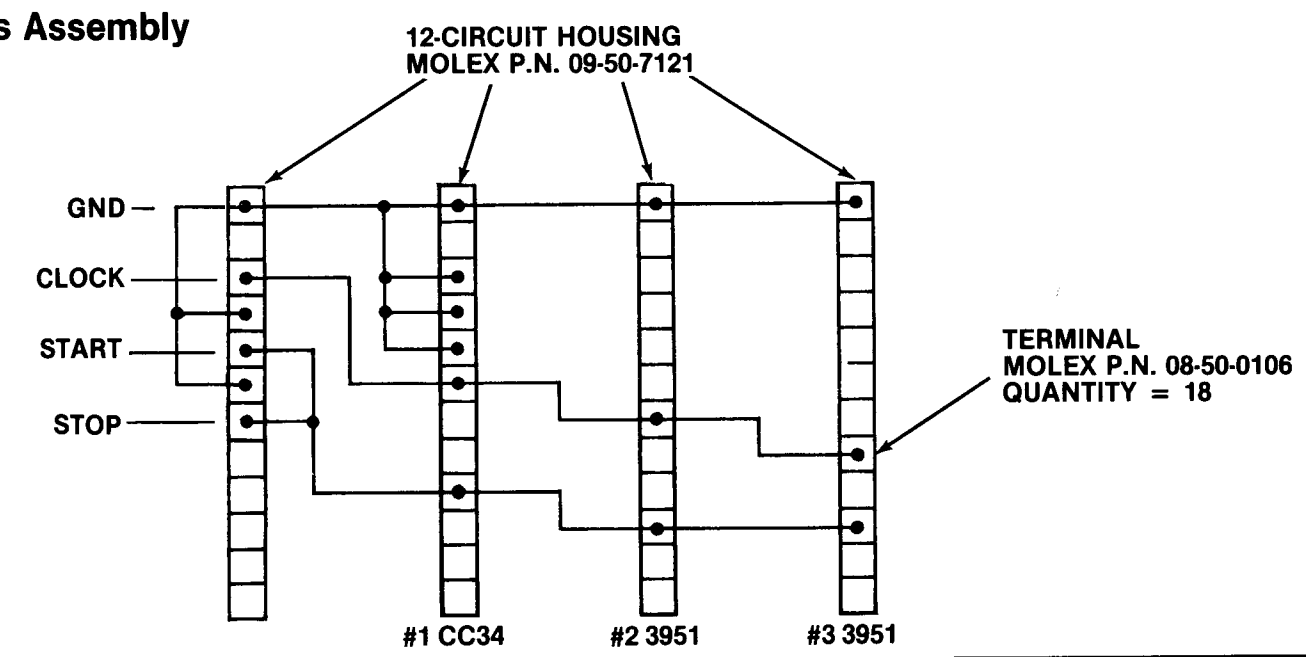 s Assembly
12-CIRCUIT HOUSING
MOLEX P.N. 09-50-7121
GND
CLOCK
START
STOP
TERMINAL
MOLEX P.N. 08-50-0106
QUANTITY = 18
#1 CC34
#2 3951
#3 3951